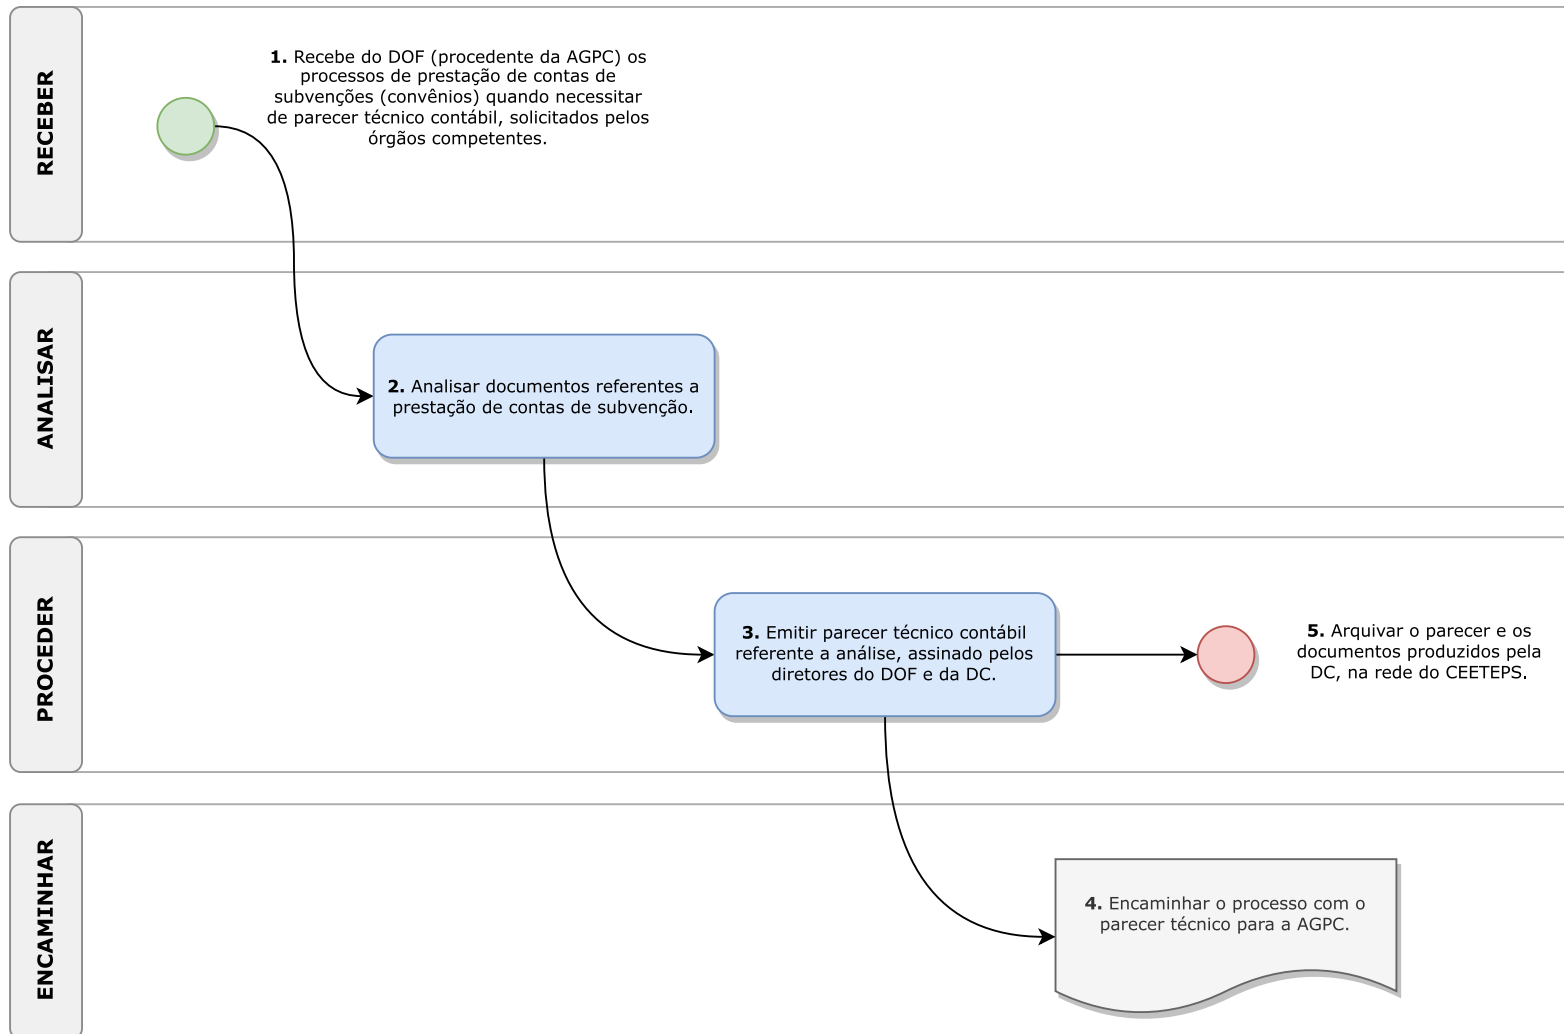 RECEBER
1. Recebe do DOF (procedente da AGPC) os
processos de prestação de contas de
subvenções (convênios) quando necessitar
de parecer técnico contábil, solicitados pelos
órgãos competentes.
ANALISAR
2. Analisar documentos referentes a
prestação de contas de subvenção.
PROCEDER
3. Emitir parecer técnico contábil
referente a análise, assinado pelos
diretores do DOF e da DC.
5. Arquivar o parecer e os
documentos produzidos pela
DC, na rede do CEETEPS.
ENCAMINHAR
4. Encaminhar o processo com o
parecer técnico para a AGPC.